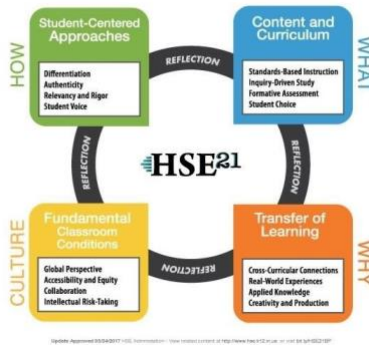 HOW
Student-Centered
Approaches
Differentiation
Authenticity
Relevancy and Rigor
Student Voice
Content and
Curriculum
Standards-Based Instruction
Inquiry-Driven Study
Formative Assessment
Student Choice
WHAT
REFLECTION
REFLECTION
HSE21
REFLECTION
REFLECTION
CULTURE
Fundamental
Classroom
Conditions
Global Perspective
Accessibility and Equity
Collaboration
Intellectual Risk-Taking
Transfer of
Learning
Cross-Curricular Connections
Real-World Experiences
Applied Knowledge
Creativity and Production
WHY